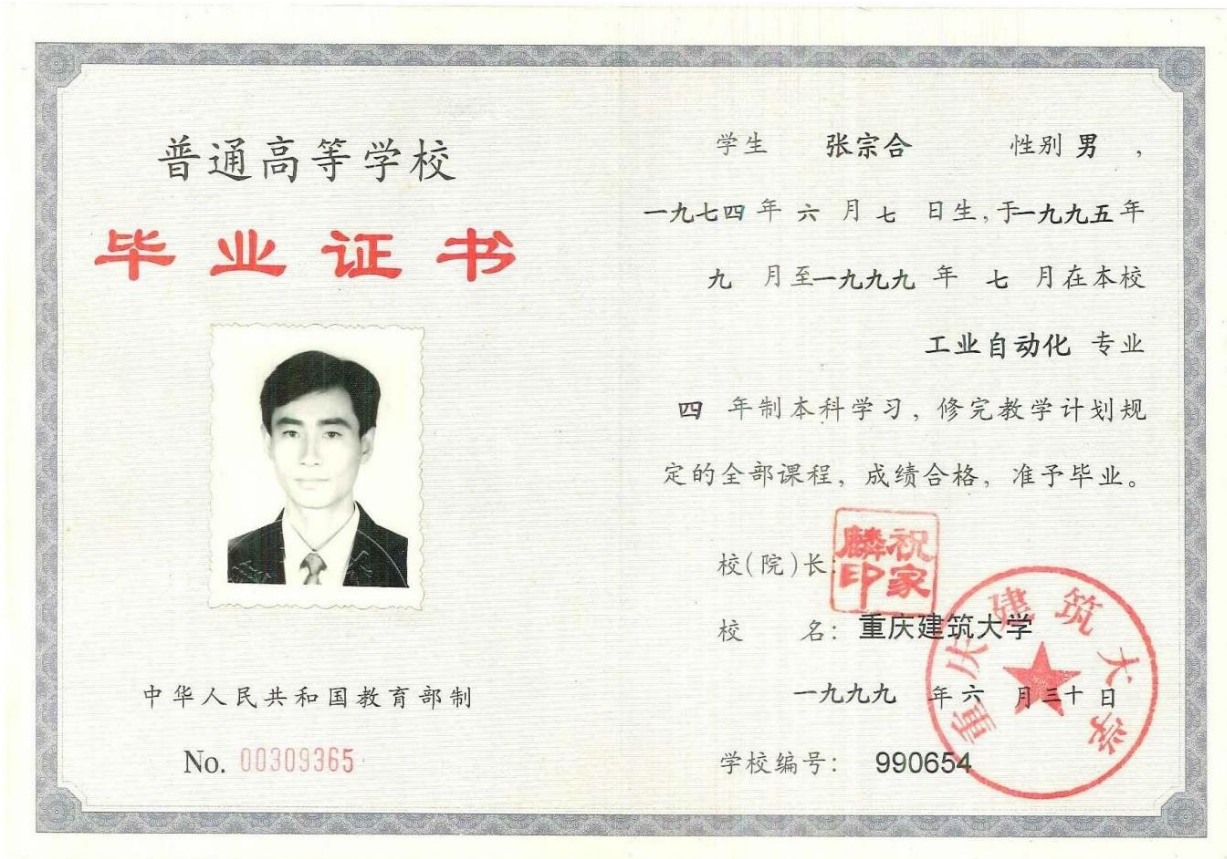 普通高等学校
毕业证书
中华人民共和国教育部制
No. 00309365
学生 张宗合 性别 男 ,
一九七四 年 六 月 七 日生, 于一九九五 年
九 月至一九九九 年 七 月在本校
工业自动化 专业
四 年制本科学习, 修完教学计划规
定的全部课程, 成绩合格, 准予毕业。
校(院)长:
祝家麟印
校 名: 重庆建筑大学
一九九九 年 六 月 三十 日
重庆建筑大学
学校编号: 990654